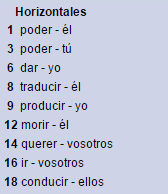 Horizontales
1 poder - él
3 poder - tú
6 dar - yo
8 traducir - él
9 producir - yo
12 morir - él
14 querer - vosotros
16 ir - vosotros
18 conducir - ellos